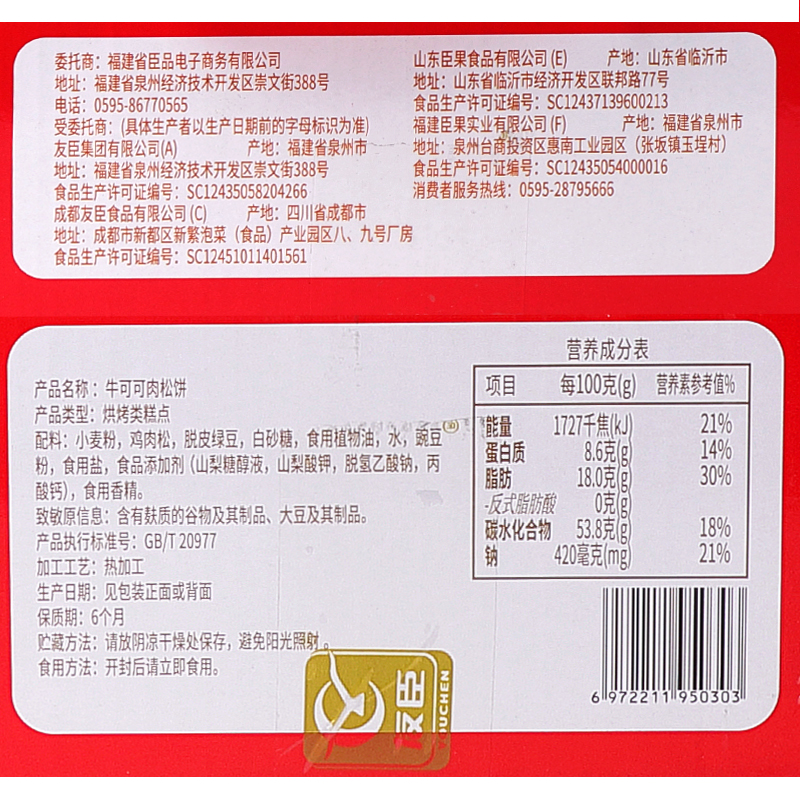 委托商：福建省臣品电子商务有限公司
地址：福建省泉州经济技术开发区崇文街388号
电话：0595-86770565
受委托商：(具体生产者以生产日期前的字母标识为准)
友臣集团有限公司(A) 产地：福建省泉州市
地址：福建省泉州经济技术开发区崇文街388号
食品生产许可证编号：SC12435058204266
成都友臣食品有限公司 (C) 产地：四川省成都市
地址：成都市新都区新繁泡菜（食品）产业园区八、九号厂房
食品生产许可证编号：SC12451011401561
山东臣果食品有限公司 (E) 产地：山东省临沂市
地址：山东省临沂市经济开发区联邦路77号
食品生产许可证编号：SC12437139600213
福建臣果实业有限公司 (F) 产地：福建省泉州市
地址：泉州台商投资区惠南工业园区（张坂镇玉埕村）
食品生产许可证编号：SC12435054000016
消费者服务热线：0595-28795666
产品名称：牛可可肉松饼
产品类型：烘烤类糕点
配料：小麦粉，鸡肉松，脱皮绿豆，白砂糖，食用植物油，水，豌豆
粉，食用盐，食品添加剂（山梨糖醇液，山梨酸钾，脱氢乙酸钠，丙
酸钙），食用香精。
致敏原信息：含有麸质的谷物及其制品、大豆及其制品。
产品执行标准号：GB/T 20977
加工工艺：热加工
生产日期：见包装正面或背面
保质期：6个月
贮藏方法：请放阴凉干燥处保存，避免阳光照射。
食用方法：开封后请立即食用。
营养成分表
项目 每100克(g) 营养素参考值%
能量 1727千焦(kJ) 21%
蛋白质 8.6克(g) 14%
脂肪 18.0克(g) 30%
-反式脂肪酸 0克(g)
碳水化合物 53.8克(g) 18%
钠 420毫克(mg) 21%
6 972211 950303
友臣
YOUCHEN